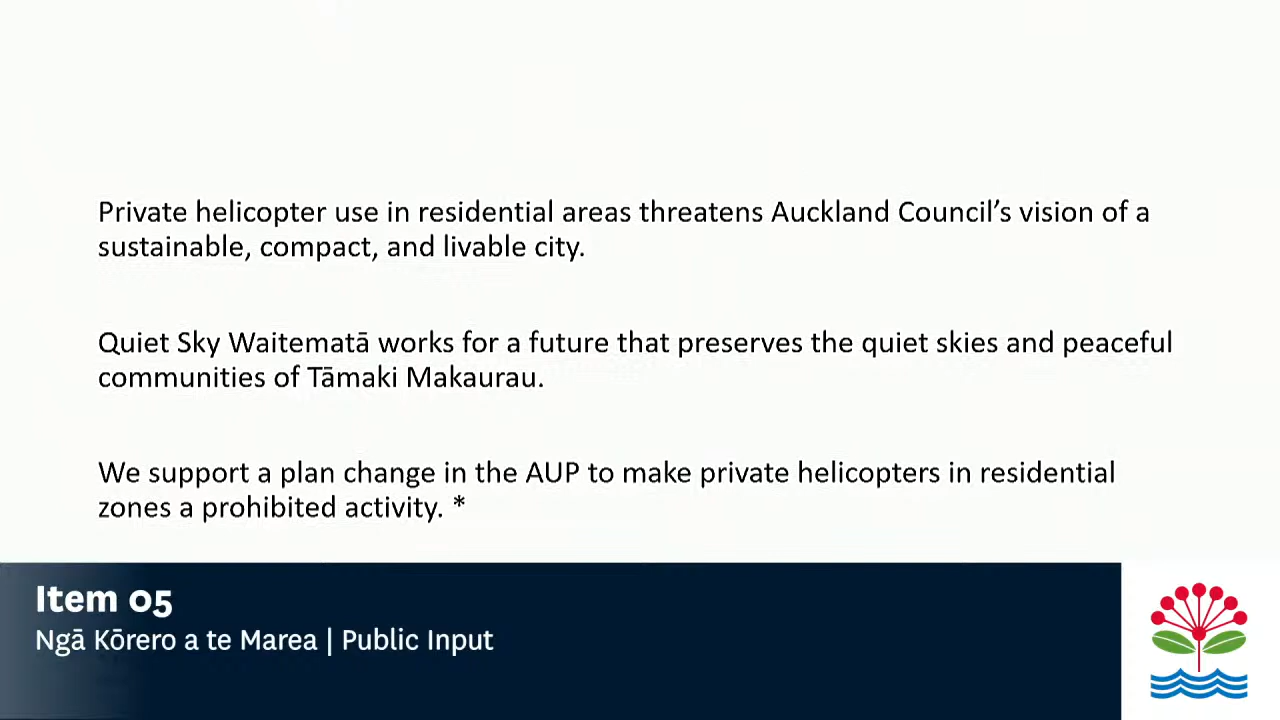 Private helicopter use in residential areas threatens Auckland Council’s vision of a
sustainable, compact, and livable city.
Quiet Sky Waitematā works for a future that preserves the quiet skies and peaceful
communities of Tāmaki Makaurau.
We support a plan change in the AUP to make private helicopters in residential
zones a prohibited activity. *
Item 05
Ngā Kōrero a te Marea | Public Input